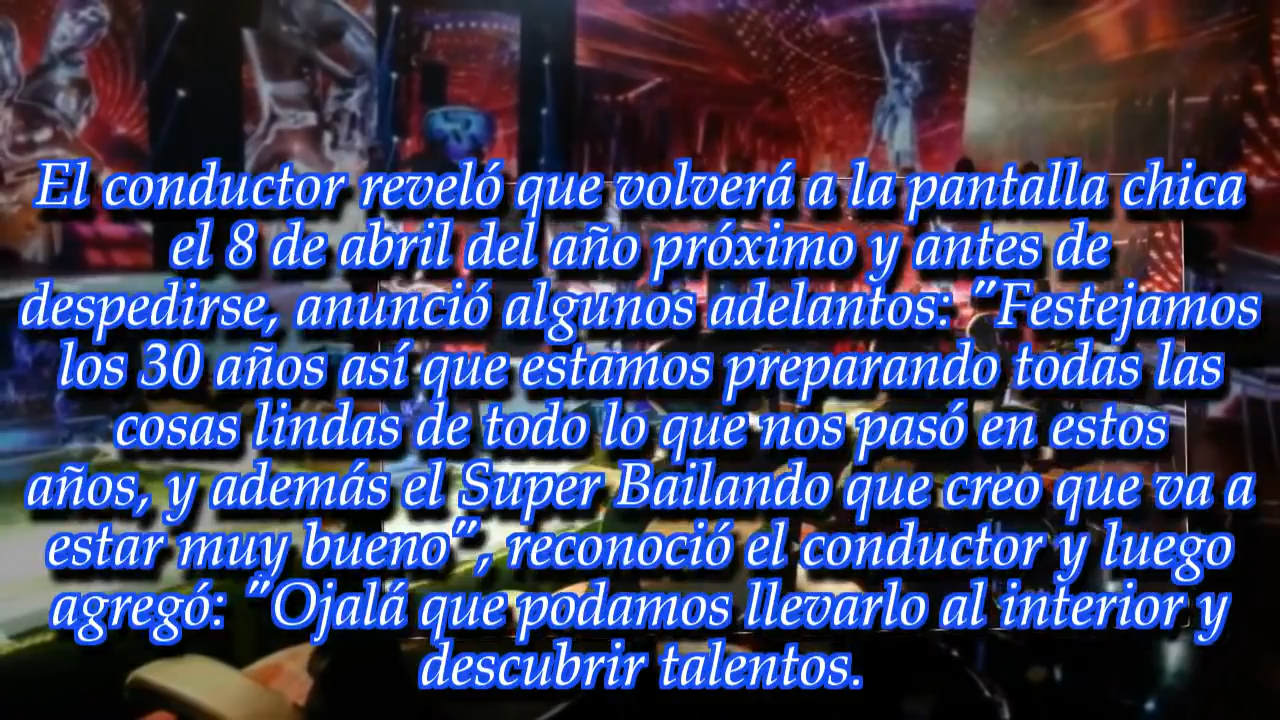 El conductor reveló que volverá a la pantalla chica
el 8 de abril del año próximo y antes de
despedirse, anunció algunos adelantos: "Festejamos
los 30 años así que estamos preparando todas las
cosas lindas de todo lo que nos pasó en estos
años, y además el Super Bailando que creo que va a
estar muy bueno", reconoció el conductor y luego
agregó: "Ojalá que podamos llevarlo al interior y
descubrir talentos.